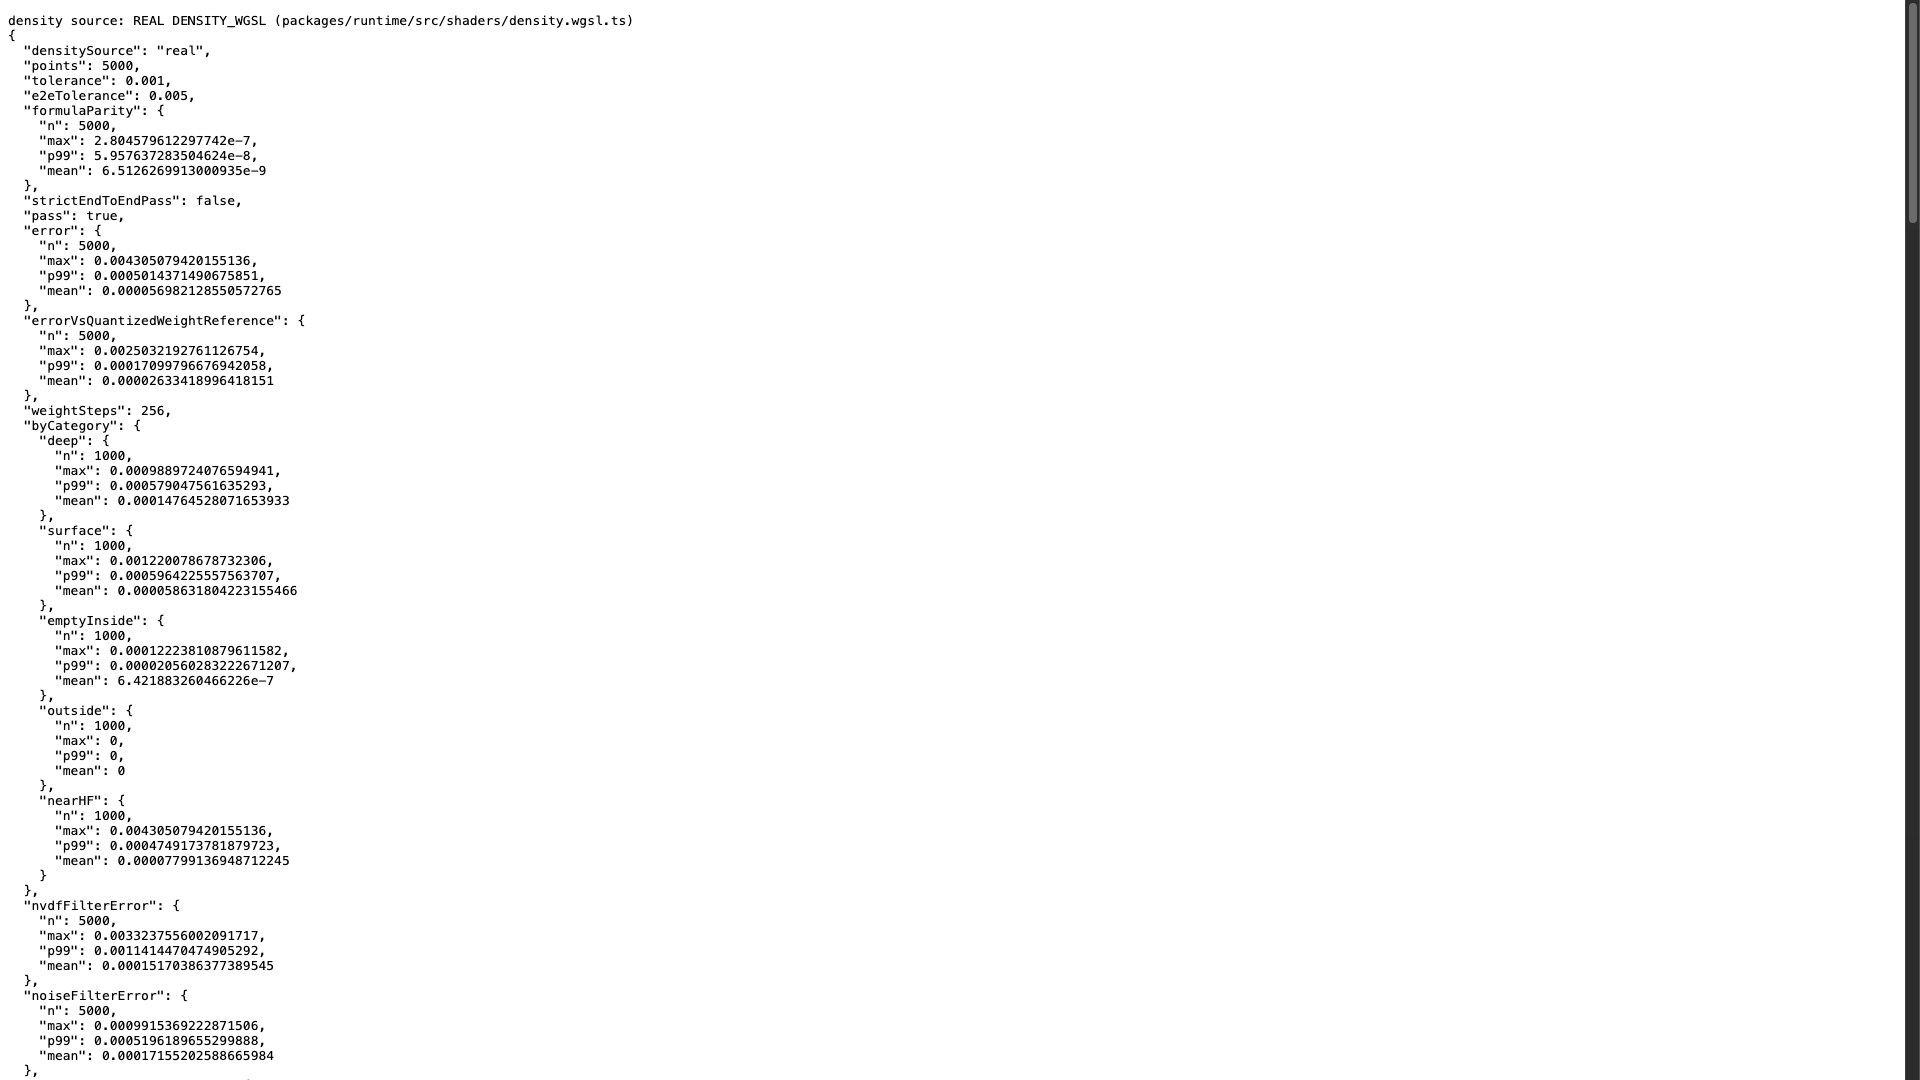 density source: REAL DENSITY_WGSL (packages/runtime/src/shaders/density.wgsl.ts)
{
  "densitySource": "real",
  "points": 5000,
  "tolerance": 0.001,
  "e2eTolerance": 0.005,
  "formulaParity": {
    "n": 5000,
    "max": 2.804579612297742e-7,
    "p99": 5.957637283504624e-8,
    "mean": 6.5126269913000935e-9
  },
  "strictEndToEndPass": false,
  "pass": true,
  "error": {
    "n": 5000,
    "max": 0.004305079420155136,
    "p99": 0.0005014371490675851,
    "mean": 0.000056982128550572765
  },
  "errorVsQuantizedWeightReference": {
    "n": 5000,
    "max": 0.0025032192761126754,
    "p99": 0.00017099796676942058,
    "mean": 0.00002633418996418151
  },
  "weightSteps": 256,
  "byCategory": {
    "deep": {
      "n": 1000,
      "max": 0.0009889724076594941,
      "p99": 0.000579047561635293,
      "mean": 0.00014764528071653933
    },
    "surface": {
      "n": 1000,
      "max": 0.001220078678732306,
      "p99": 0.0005964225557563707,
      "mean": 0.000058631804223155466
    },
    "emptyInside": {
      "n": 1000,
      "max": 0.00012223810879611582,
      "p99": 0.000020560283222671207,
      "mean": 6.421883260466226e-7
    },
    "outside": {
      "n": 1000,
      "max": 0,
      "p99": 0,
      "mean": 0
    },
    "nearHF": {
      "n": 1000,
      "max": 0.004305079420155136,
      "p99": 0.0004749173781879723,
      "mean": 0.00007799136948712245
    }
  },
  "nvdfFilterError": {
    "n": 5000,
    "max": 0.0033237556002091717,
    "p99": 0.0011414470474905292,
    "mean": 0.00015170386377389545
  },
  "noiseFilterError": {
    "n": 5000,
    "max": 0.0009915369222871506,
    "p99": 0.0005196189655299888,
    "mean": 0.00017155202588665984
  },